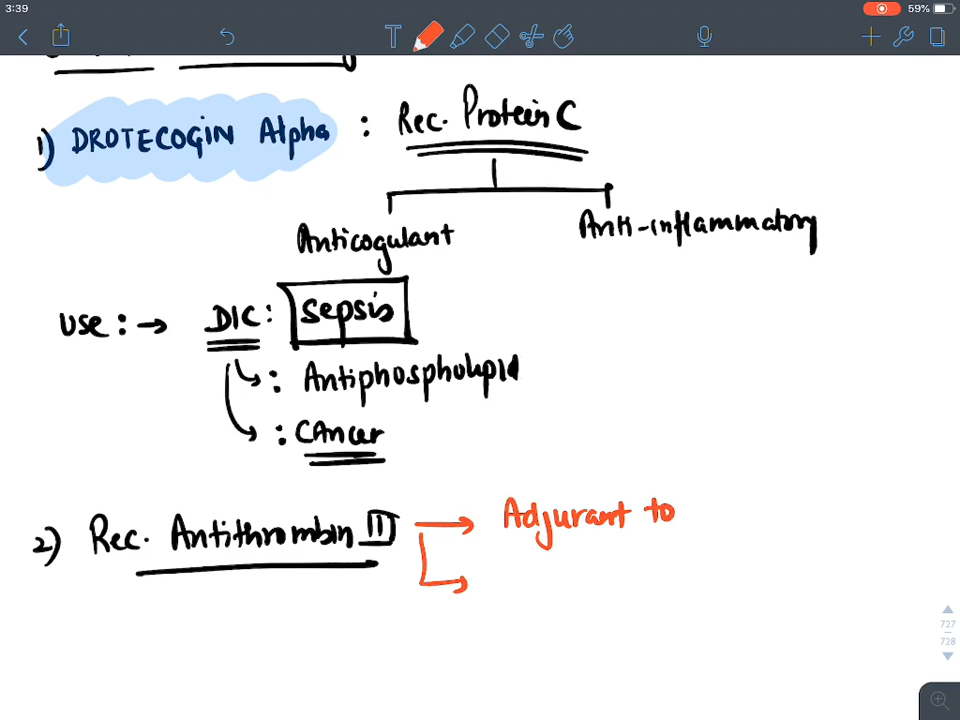 3:39
59%
T
1) DROTECOGIN Alpha : Rec. Protein C
Anticogulant
Anti-inflammatory
Use : → DIC : Sepsis
: Antiphospholipid
: CAncer
2) Rec. Antithrombin III → Adjuvant to
727
728